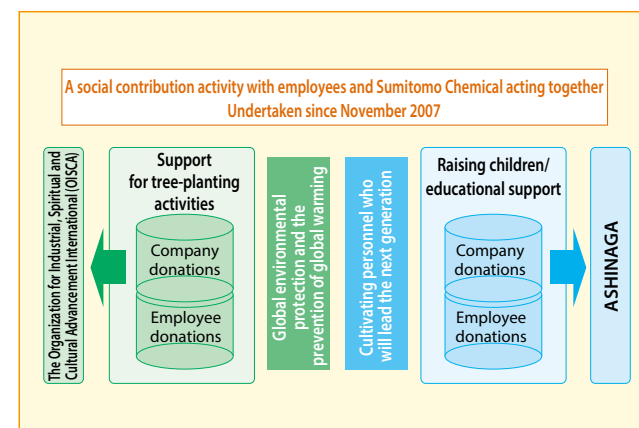 A social contribution activity with employees and Sumitomo Chemical acting together
Undertaken since November 2007
The Organization for Industrial, Spiritual and
Cultural Advancement International (OISCA)
Support
for tree-planting
activities
Company
donations
Employee
donations
Global environmental
protection and the
prevention of global warming
Cultivating personnel who
will lead the next generation
Raising children/
educational support
Company
donations
Employee
donations
ASHINAGA